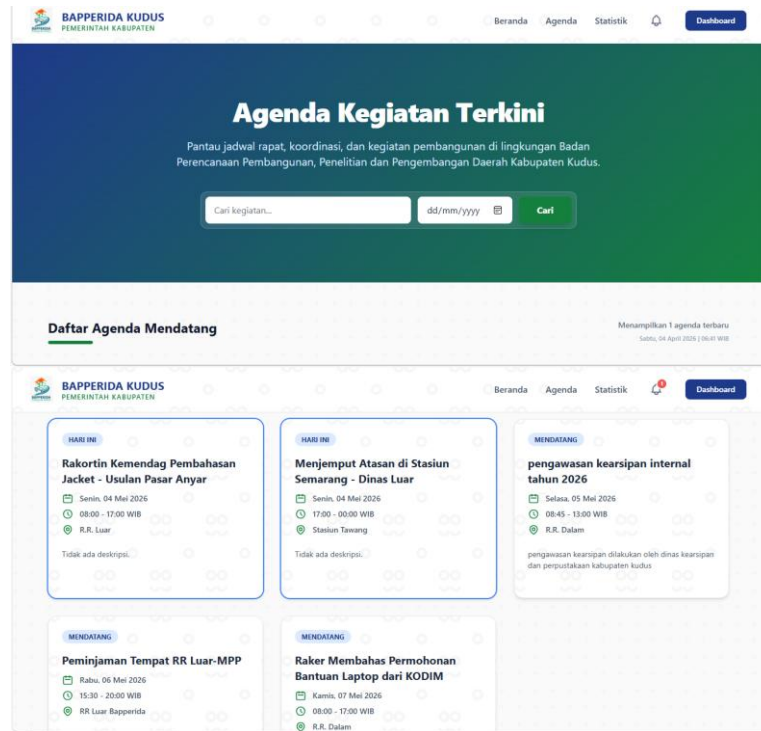 BAPPERIDA KUDUS
PEMERINTAH KABUPATEN
Beranda Agenda Statistik Dashboard
Agenda Kegiatan Terkini
Pantau jadwal rapat, koordinasi, dan kegiatan pembangunan di lingkungan Badan
Perencanaan Pembangunan, Penelitian dan Pengembangan Daerah Kabupaten Kudus.
Cari kegiatan... dd/mm/yyyy Cari
Daftar Agenda Mendatang
Menampilkan 1 agenda terbaru
Sabtu, 04 April 2026 | 06:41 WIB
BAPPERIDA KUDUS
PEMERINTAH KABUPATEN
Beranda Agenda Statistik Dashboard
HARI INI
Rakortin Kemendag Pembahasan
Jacket - Usulan Pasar Anyar
Senin, 04 Mei 2026
08:00 - 17:00 WIB
R.R. Luar
Tidak ada deskripsi.
HARI INI
Menjemput Atasan di Stasiun
Semarang - Dinas Luar
Senin, 04 Mei 2026
17:00 - 00:00 WIB
Stasiun Tawang
Tidak ada deskripsi.
MENDATANG
pengawasan kearsipan internal
tahun 2026
Selasa, 05 Mei 2026
08:45 - 13:00 WIB
R.R. Dalam
pengawasan kearsipan dilakukan oleh dinas kearsipan
dan perpustakaan kabupaten kudus
MENDATANG
Peminjaman Tempat RR Luar-MPP
Rabu, 06 Mei 2026
15:30 - 20:00 WIB
RR Luar Bapperida
MENDATANG
Raker Membahas Permohonan
Bantuan Laptop dari KODIM
Kamis, 07 Mei 2026
08:00 - 17:00 WIB
R.R. Dalam